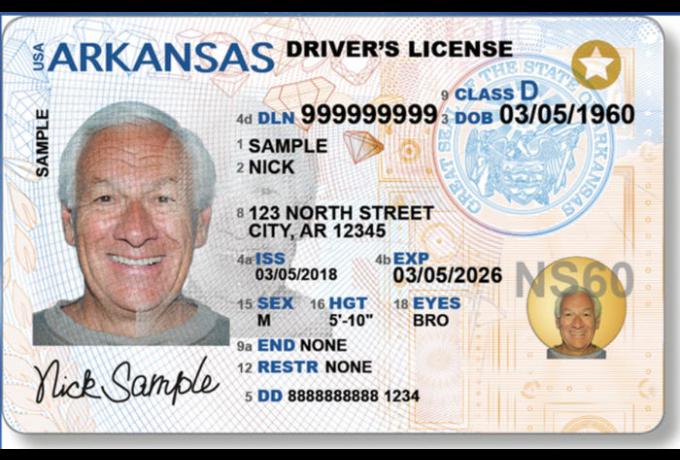 USA ARKANSAS DRIVER'S LICENSE
SAMPLE
9 CLASS D
4d DLN 999999999 3 DOB 03/05/1960
1 SAMPLE
2 NICK
8 123 NORTH STREET
CITY, AR 12345
4a ISS 4b EXP
03/05/2018 03/05/2026
NS60
15 SEX 16 HGT 18 EYES
M 5'-10" BRO
9a END NONE
12 RESTR NONE
5 DD 8888888888 1234
Nick Sample
GREAT SEAL OF THE STATE OF ARKANSAS